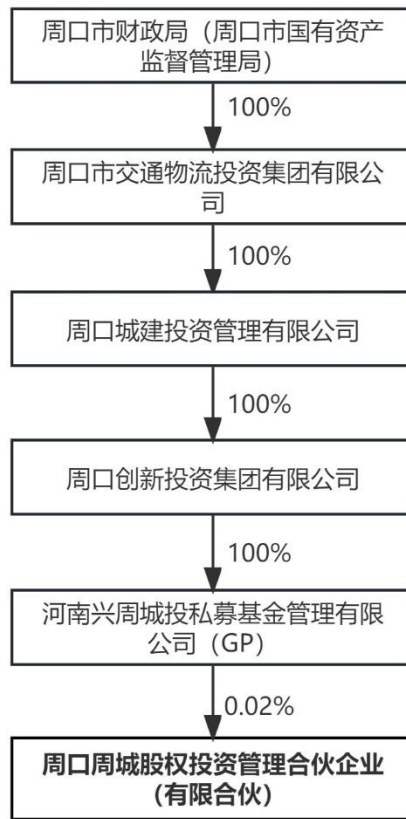 周口市财政局（周口市国有资产
监督管理局）
100%
周口市交通物流投资集团有限公
司
100%
周口城建投资管理有限公司
100%
周口创新投资集团有限公司
100%
河南兴周城投私募基金管理有限
公司（GP）
0.02%
周口周城股权投资管理合伙企业
（有限合伙）